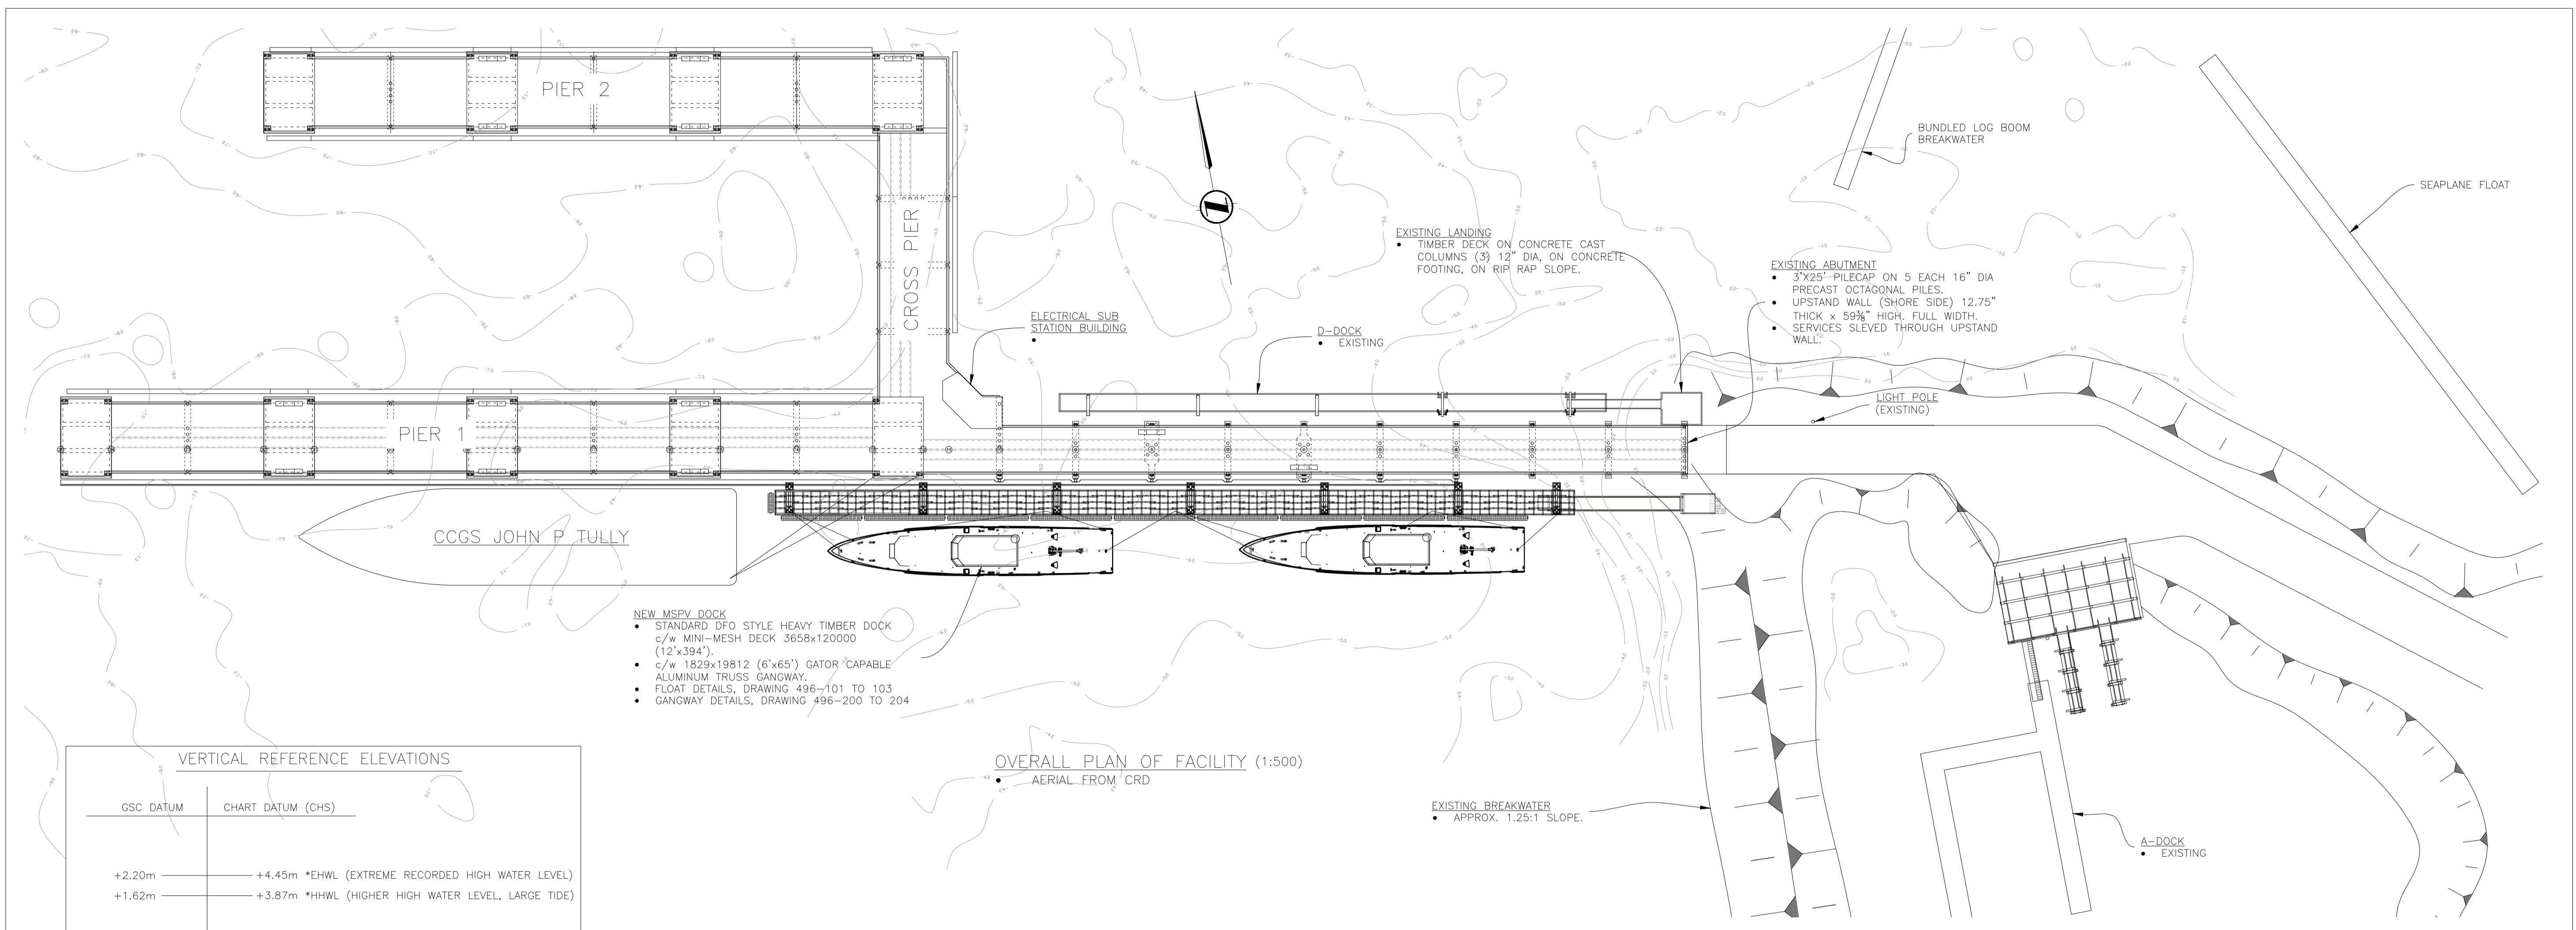 PIER 2
BUNDLED LOG BOOM
BREAKWATER
SEAPLANE FLOAT
CROSS PIER
EXISTING LANDING
• TIMBER DECK ON CONCRETE CAST
COLUMNS (3) 12" DIA, ON CONCRETE
FOOTING, ON RIP RAP SLOPE.
EXISTING ABUTMENT
• 3'X25' PILECAP ON 5 EACH 16" DIA
PRECAST OCTAGONAL PILES.
• UPSTAND WALL (SHORE SIDE) 12.75"
THICK x 59⅜" HIGH. FULL WIDTH.
• SERVICES SLEVED THROUGH UPSTAND
WALL.
ELECTRICAL SUB
STATION BUILDING
•
D-DOCK
• EXISTING
LIGHT POLE
(EXISTING)
PIER 1
CCGS JOHN P TULLY
NEW MSPV DOCK
• STANDARD DFO STYLE HEAVY TIMBER DOCK
c/w MINI-MESH DECK 3658x120000
(12'x394').
• c/w 1829x19812 (6'x65') GATOR CAPABLE
ALUMINUM TRUSS GANGWAY.
• FLOAT DETAILS, DRAWING 496-101 TO 103
• GANGWAY DETAILS, DRAWING 496-200 TO 204
OVERALL PLAN OF FACILITY (1:500)
• AERIAL FROM CRD
EXISTING BREAKWATER
• APPROX. 1.25:1 SLOPE.
A-DOCK
• EXISTING
VERTICAL REFERENCE ELEVATIONS
GSC DATUM CHART DATUM (CHS)
+2.20m +4.45m *EHWL (EXTREME RECORDED HIGH WATER LEVEL)
+1.62m +3.87m *HHWL (HIGHER HIGH WATER LEVEL, LARGE TIDE)